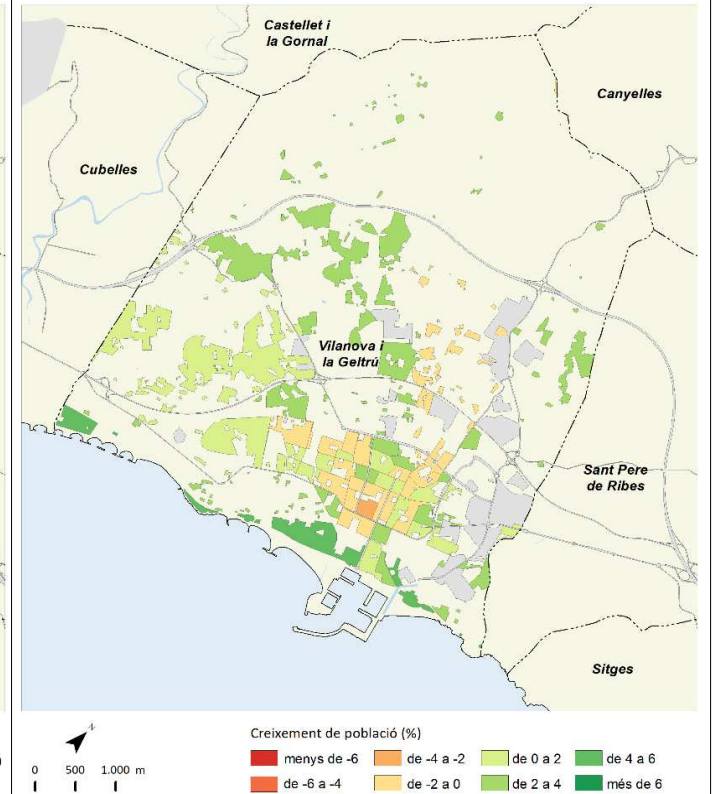 Castellet i
la Gornal
Canyelles
Cubelles
Vilanova i
la Geltrú
Sant Pere
de Ribes
Sitges
N
Creixement de població (%)
menys de -6
de -4 a -2
de 0 a 2
de 4 a 6
0 500 1.000 m
de -6 a -4
de -2 a 0
de 2 a 4
més de 6